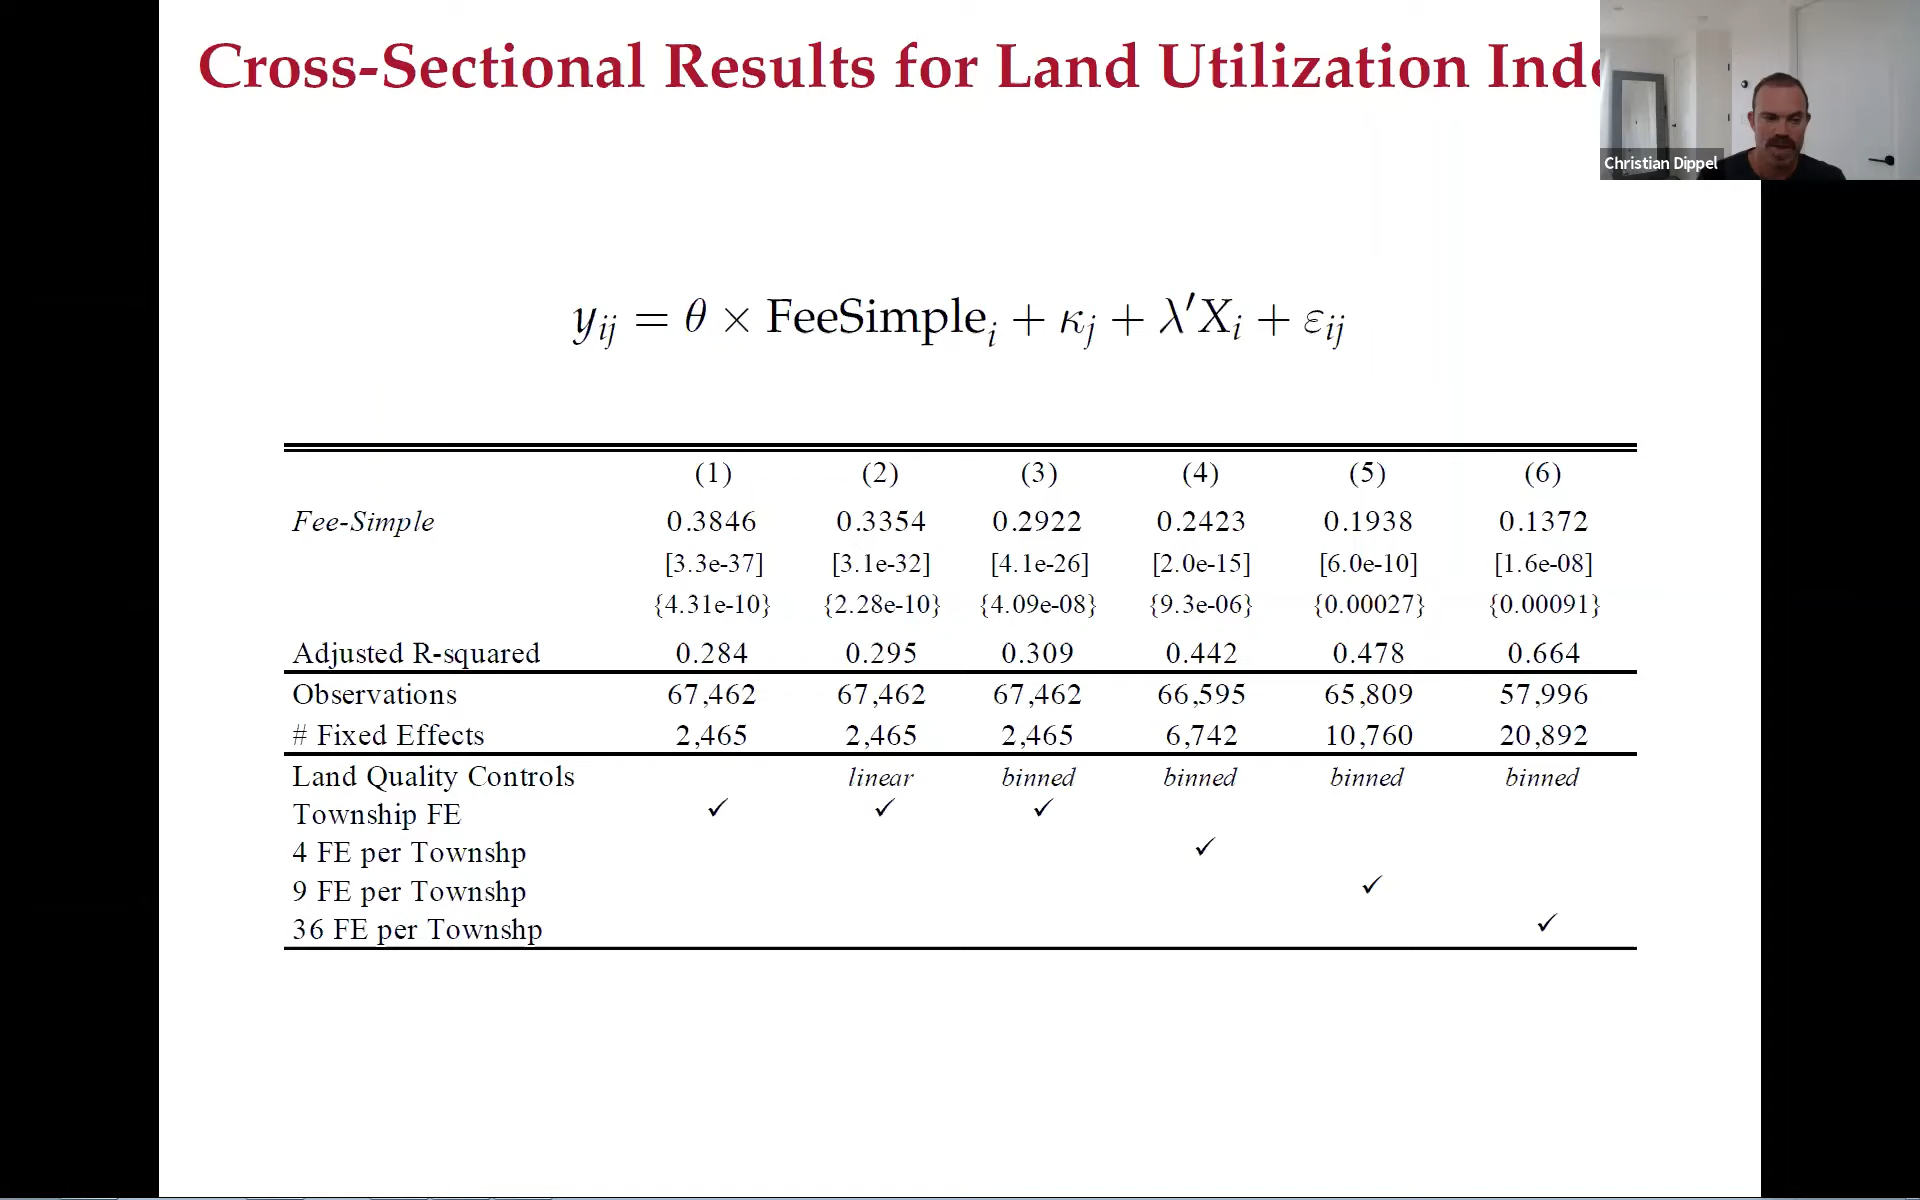 Cross-Sectional Results for Land Utilization Ind
Christian Dippel
y_{ij} = θ × FeeSimple_i + κ_j + λ′X_i + ε_{ij}
(1) (2) (3) (4) (5) (6)
Fee-Simple 0.3846 0.3354 0.2922 0.2423 0.1938 0.1372
[3.3e-37] [3.1e-32] [4.1e-26] [2.0e-15] [6.0e-10] [1.6e-08]
{4.31e-10} {2.28e-10} {4.09e-08} {9.3e-06} {0.00027} {0.00091}
Adjusted R-squared 0.284 0.295 0.309 0.442 0.478 0.664
Observations 67,462 67,462 67,462 66,595 65,809 57,996
# Fixed Effects 2,465 2,465 2,465 6,742 10,760 20,892
Land Quality Controls linear binned binned binned binned
Township FE ✓ ✓ ✓
4 FE per Townshp ✓
9 FE per Townshp ✓
36 FE per Townshp ✓